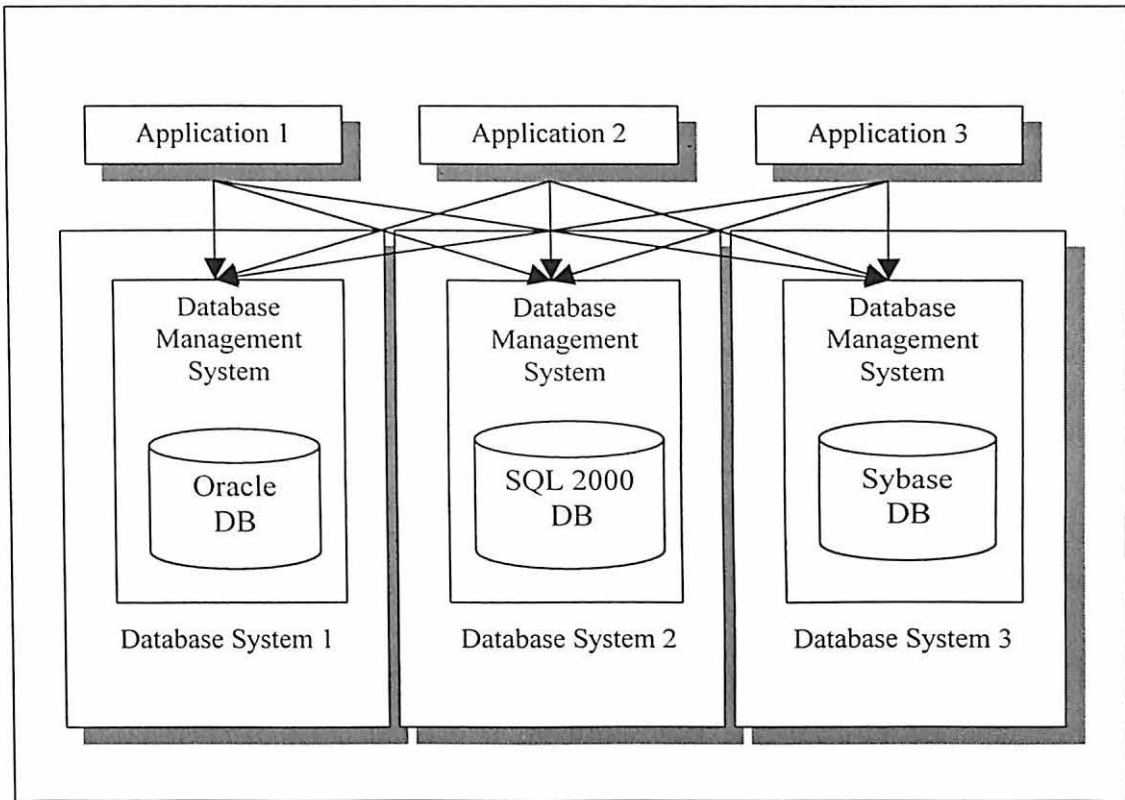 Application 1
Application 2
Application 3
Database
Management
System
Oracle
DB
Database System 1
Database
Management
System
SQL 2000
DB
Database System 2
Database
Management
System
Sybase
DB
Database System 3